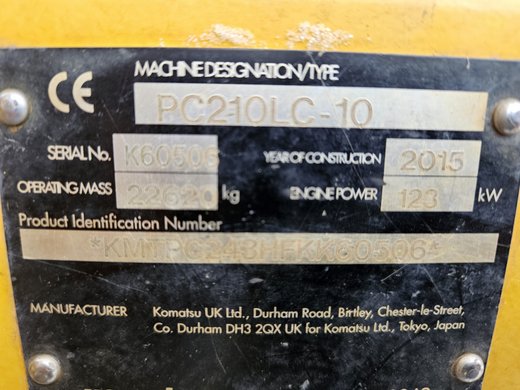 CE MACHINE DESIGNATION/TYPE
PC210LC-10
SERIAL No. K60506 YEAR OF CONSTRUCTION 2015
OPERATING MASS 22620 kg ENGINE POWER 123 kW
Product Identification Number
*KMTPC243HFKK60506*
MANUFACTURER Komatsu UK Ltd., Durham Road, Birtley, Chester-le-Street,
Co. Durham DH3 2QX UK for Komatsu Ltd., Tokyo, Japan